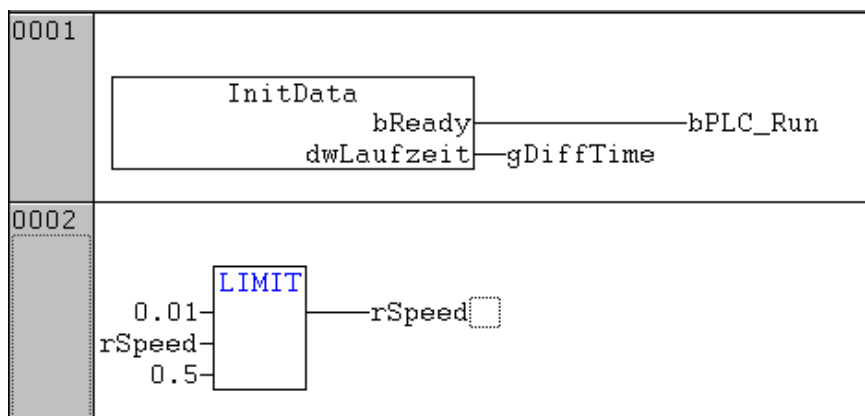 0001
InitData
bReady bPLC_Run
dwLaufzeit gDiffTime
0002
LIMIT
0.01 rSpeed
rSpeed
0.5